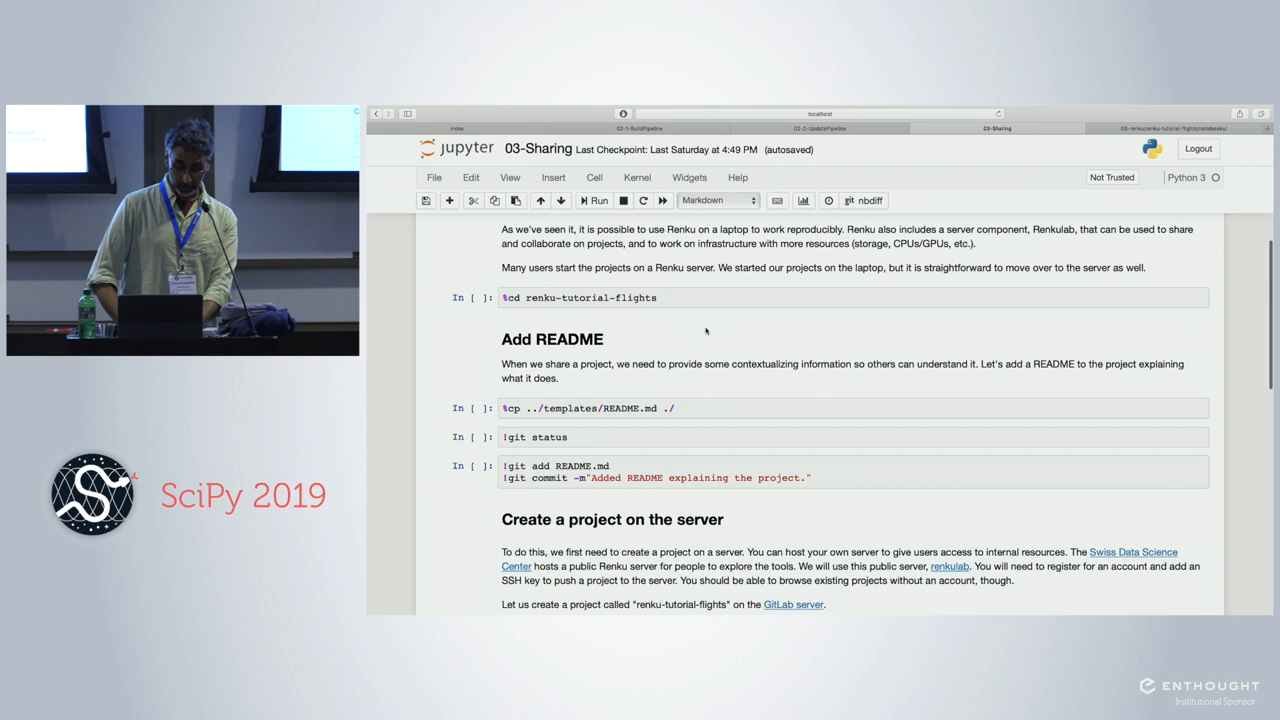 localhost
Index
02-1-BuildPipeline
02-2-UpdatePipeline
03-Sharing
03-renku/renku-tutorial-flights/notebooks/
jupyter 03-Sharing Last Checkpoint: Last Saturday at 4:49 PM (autosaved)
Logout
File Edit View Insert Cell Kernel Widgets Help
Not Trusted
Python 3
Run
Markdown
git nbdiff
As we've seen it, it is possible to use Renku on a laptop to work reproducibly. Renku also includes a server component, Renkulab, that can be used to share
and collaborate on projects, and to work on infrastructure with more resources (storage, CPUs/GPUs, etc.).
Many users start the projects on a Renku server. We started our projects on the laptop, but it is straightforward to move over to the server as well.
In [ ]: %cd renku-tutorial-flights
Add README
When we share a project, we need to provide some contextualizing information so others can understand it. Let's add a README to the project explaining
what it does.
In [ ]: %cp ../templates/README.md ./
In [ ]: !git status
In [ ]: !git add README.md
!git commit -m"Added README explaining the project."
Create a project on the server
To do this, we first need to create a project on a server. You can host your own server to give users access to internal resources. The Swiss Data Science
Center hosts a public Renku server for people to explore the tools. We will use this public server, renkulab. You will need to register for an account and add an
SSH key to push a project to the server. You should be able to browse existing projects without an account, though.
Let us create a project called "renku-tutorial-flights" on the GitLab server.
SciPy 2019
ENTHOUGHT
Institutional Sponsor